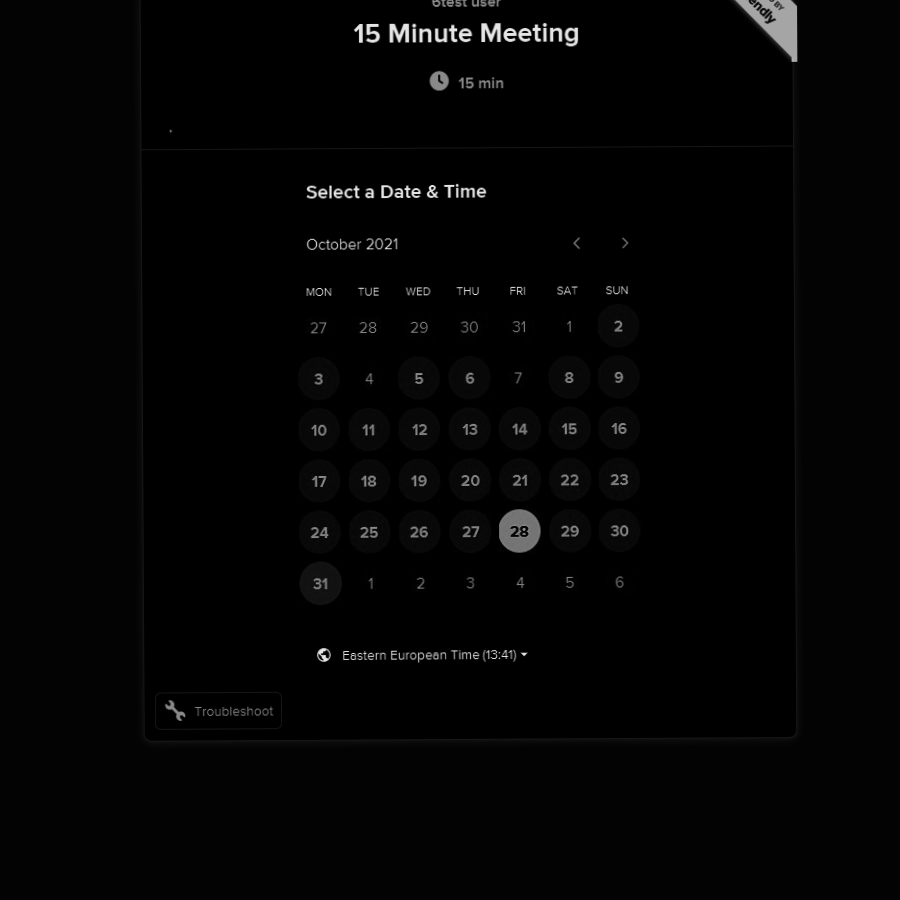 6test user
15 Minute Meeting
15 min
Select a Date & Time
October 2021
MON TUE WED THU FRI SAT SUN
27 28 29 30 31 1 2
3 4 5 6 7 8 9
10 11 12 13 14 15 16
17 18 19 20 21 22 23
24 25 26 27 28 29 30
31 1 2 3 4 5 6
Eastern European Time (13:41)
Troubleshoot